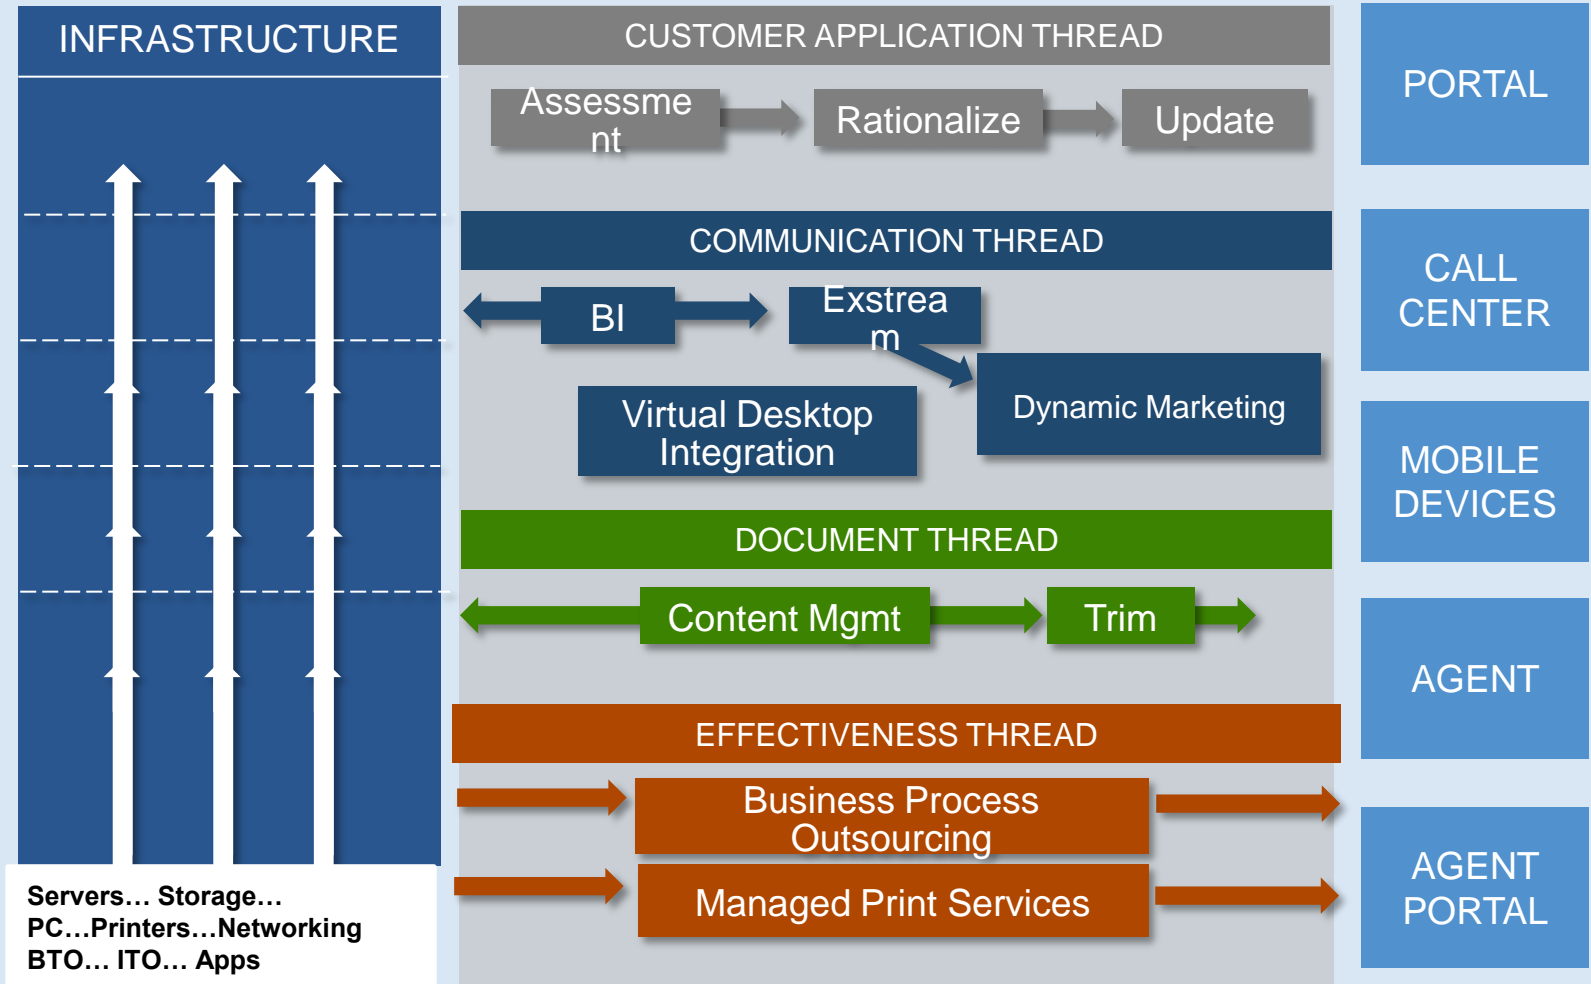 INFRASTRUCTURE
Servers… Storage…
PC…Printers…Networking
BTO… ITO… Apps
CUSTOMER APPLICATION THREAD
Assessme
nt
Rationalize
Update
COMMUNICATION THREAD
BI
Exstrea
m
Virtual Desktop
Integration
Dynamic Marketing
DOCUMENT THREAD
Content Mgmt
Trim
EFFECTIVENESS THREAD
Business Process
Outsourcing
Managed Print Services
PORTAL
CALL
CENTER
MOBILE
DEVICES
AGENT
AGENT
PORTAL